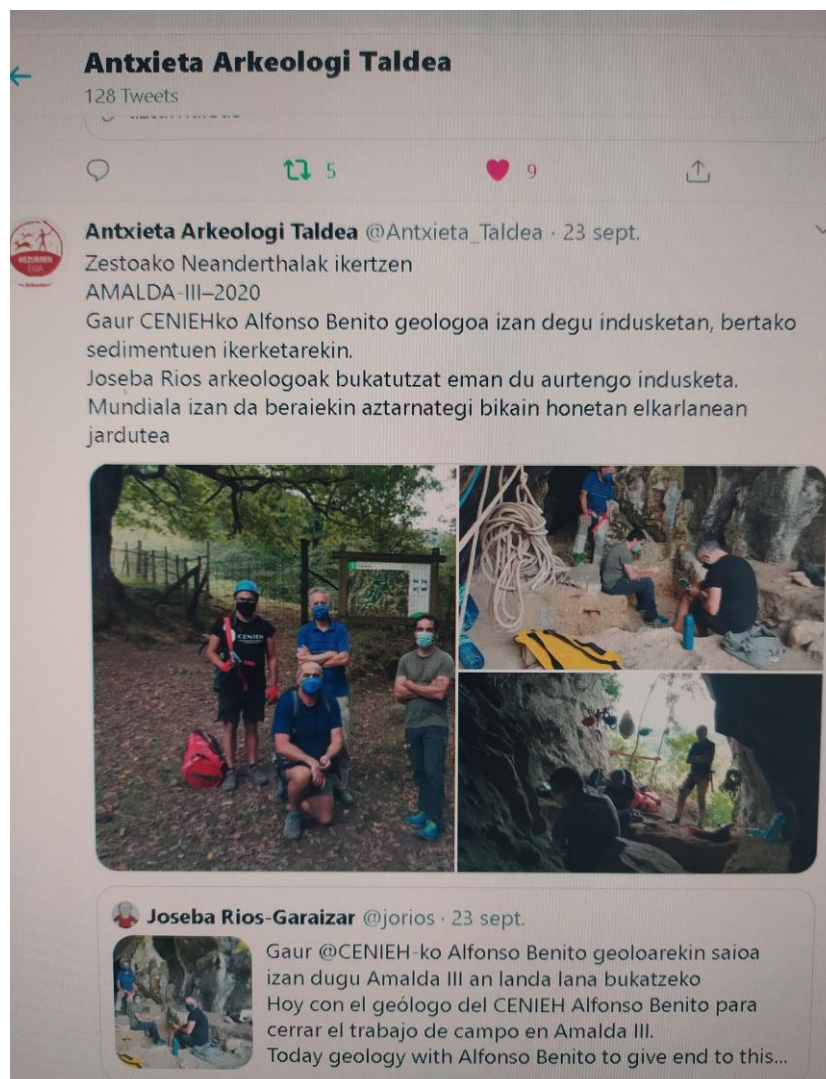 Antxieta Arkeologi Taldea
128 Tweets
5
9
Antxieta Arkeologi Taldea @Antxieta_Taldea · 23 sept.
HEZURREN
EGIA
Zestoako Neanderthalak ikertzen
AMALDA-III–2020
Gaur CENIEHko Alfonso Benito geologoa izan degu indusketan, bertako
sedimentuen ikerketarekin.
Joseba Rios arkeologoak bukatutzat eman du aurtengo indusketa.
Mundiala izan da beraiekin aztarnategi bikain honetan elkarlanean
jardutea
CENIEH
Joseba Rios-Garaizar @jorios · 23 sept.
Gaur @CENIEH-ko Alfonso Benito geoloarekin saioa
izan dugu Amalda III an landa lana bukatzeko
Hoy con el geólogo del CENIEH Alfonso Benito para
cerrar el trabajo de campo en Amalda III.
Today geology with Alfonso Benito to give end to this...